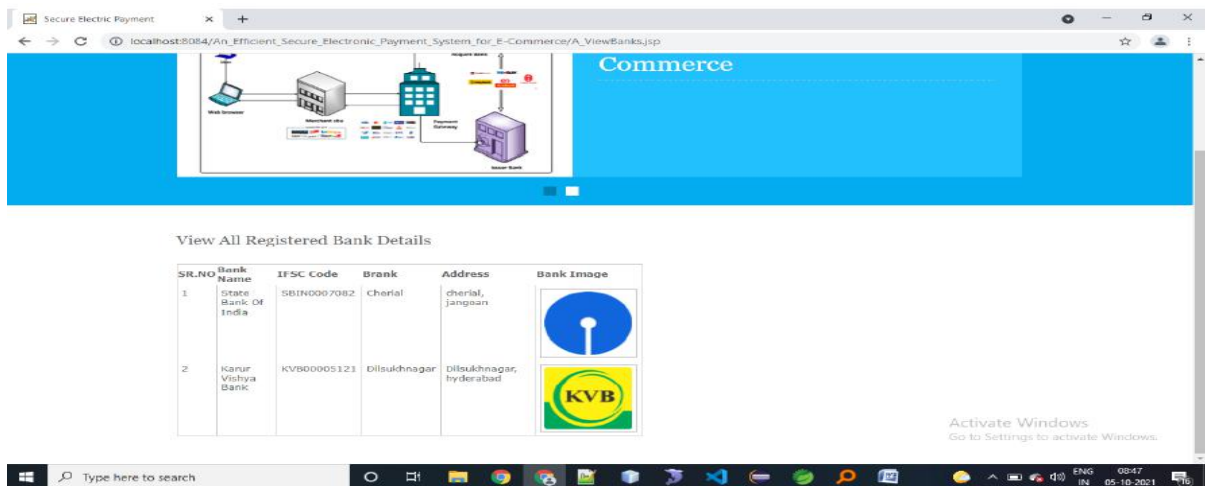 Secure Electric Payment
localhost:8084/An_Efficient_Secure_Electronic_Payment_System_for_E-Commerce/A_ViewBanks.jsp
Commerce
Web Browser
Merchant site
Payment
Gateway
Issuer Bank
View All Registered Bank Details
SR.NO Bank Name IFSC Code Brank Address Bank Image
1 State Bank Of India SBIN0007082 Cherial cherial, jangoan
2 Karur Vishya Bank KVB00005121 Dilsukhnagar Dilsukhnagar, hyderabad
KVB
Activate Windows
Go to Settings to activate Windows.
Type here to search
ENG 08:47
IN 05-10-2021